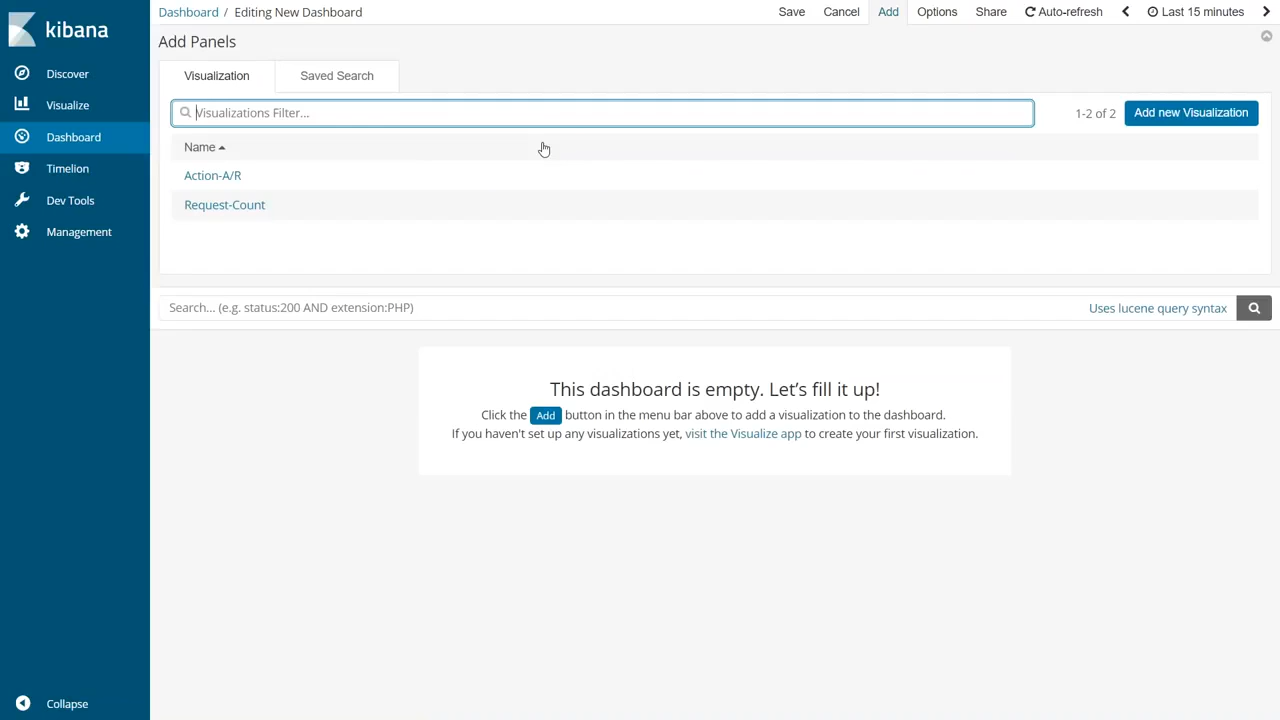 kibana
Discover
Visualize
Dashboard
Timelion
Dev Tools
Management
Collapse
Dashboard / Editing New Dashboard
Save Cancel Add Options Share Auto-refresh Last 15 minutes
Add Panels
Visualization Saved Search
Visualizations Filter...
1-2 of 2
Add new Visualization
Name
Action-A/R
Request-Count
Search... (e.g. status:200 AND extension:PHP)
Uses lucene query syntax
This dashboard is empty. Let's fill it up!
Click the Add button in the menu bar above to add a visualization to the dashboard.
If you haven't set up any visualizations yet, visit the Visualize app to create your first visualization.